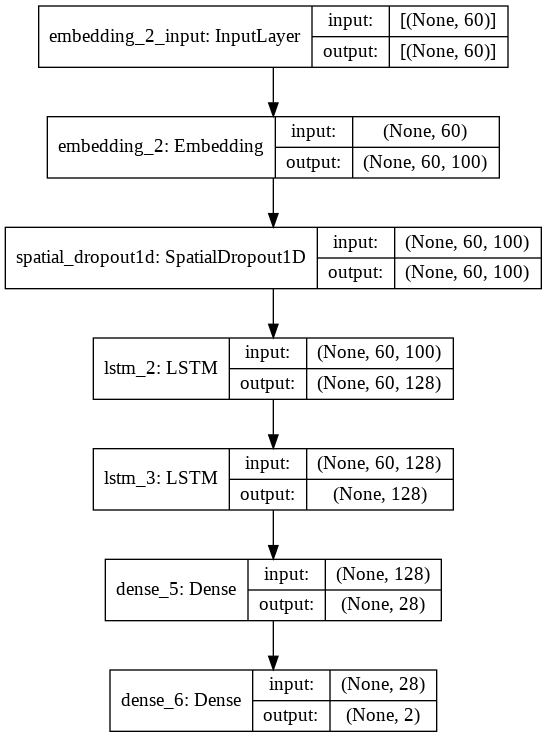 embedding_2_input: InputLayer
input: [(None, 60)]
output: [(None, 60)]
embedding_2: Embedding
input: (None, 60)
output: (None, 60, 100)
spatial_dropout1d: SpatialDropout1D
input: (None, 60, 100)
output: (None, 60, 100)
lstm_2: LSTM
input: (None, 60, 100)
output: (None, 60, 128)
lstm_3: LSTM
input: (None, 60, 128)
output: (None, 128)
dense_5: Dense
input: (None, 128)
output: (None, 28)
dense_6: Dense
input: (None, 28)
output: (None, 2)